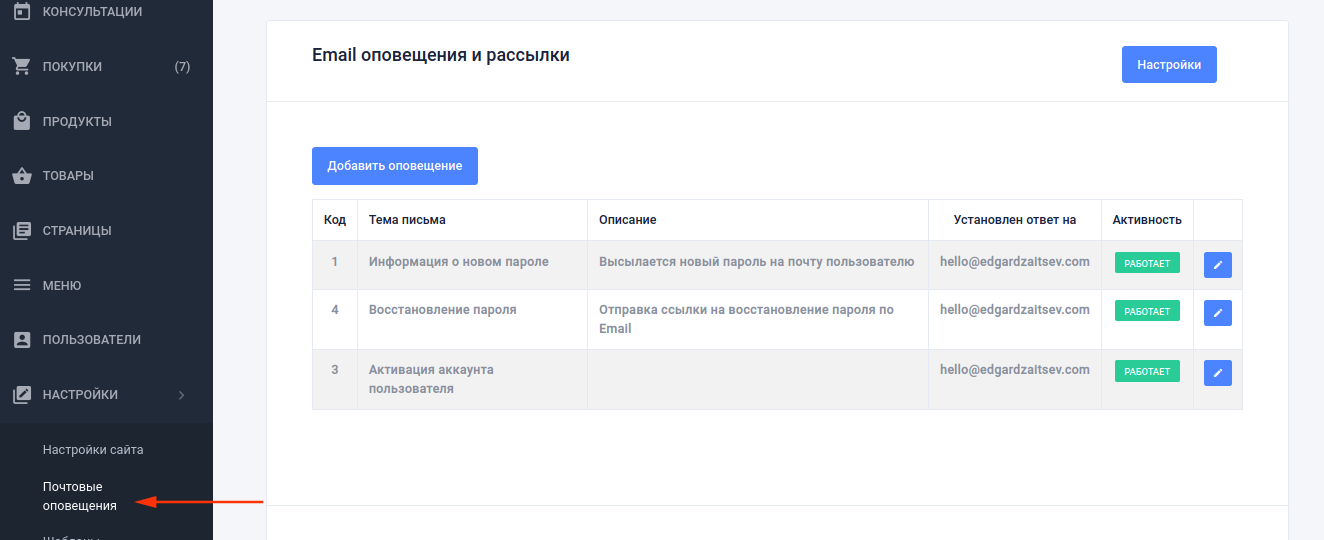 КОНСУЛЬТАЦИИ
ПОКУПКИ (7)
ПРОДУКТЫ
ТОВАРЫ
СТРАНИЦЫ
МЕНЮ
ПОЛЬЗОВАТЕЛИ
НАСТРОЙКИ
Настройки сайта
Почтовые
оповещения
Шаблоны
Email оповещения и рассылки
Настройки
Добавить оповещение
Код Тема письма Описание Установлен ответ на Активность
1 Информация о новом пароле Высылается новый пароль на почту пользователю hello@edgardzaitsev.com РАБОТАЕТ
4 Восстановление пароля Отправка ссылки на восстановление пароля по hello@edgardzaitsev.com РАБОТАЕТ
Email
3 Активация аккаунта hello@edgardzaitsev.com РАБОТАЕТ
пользователя